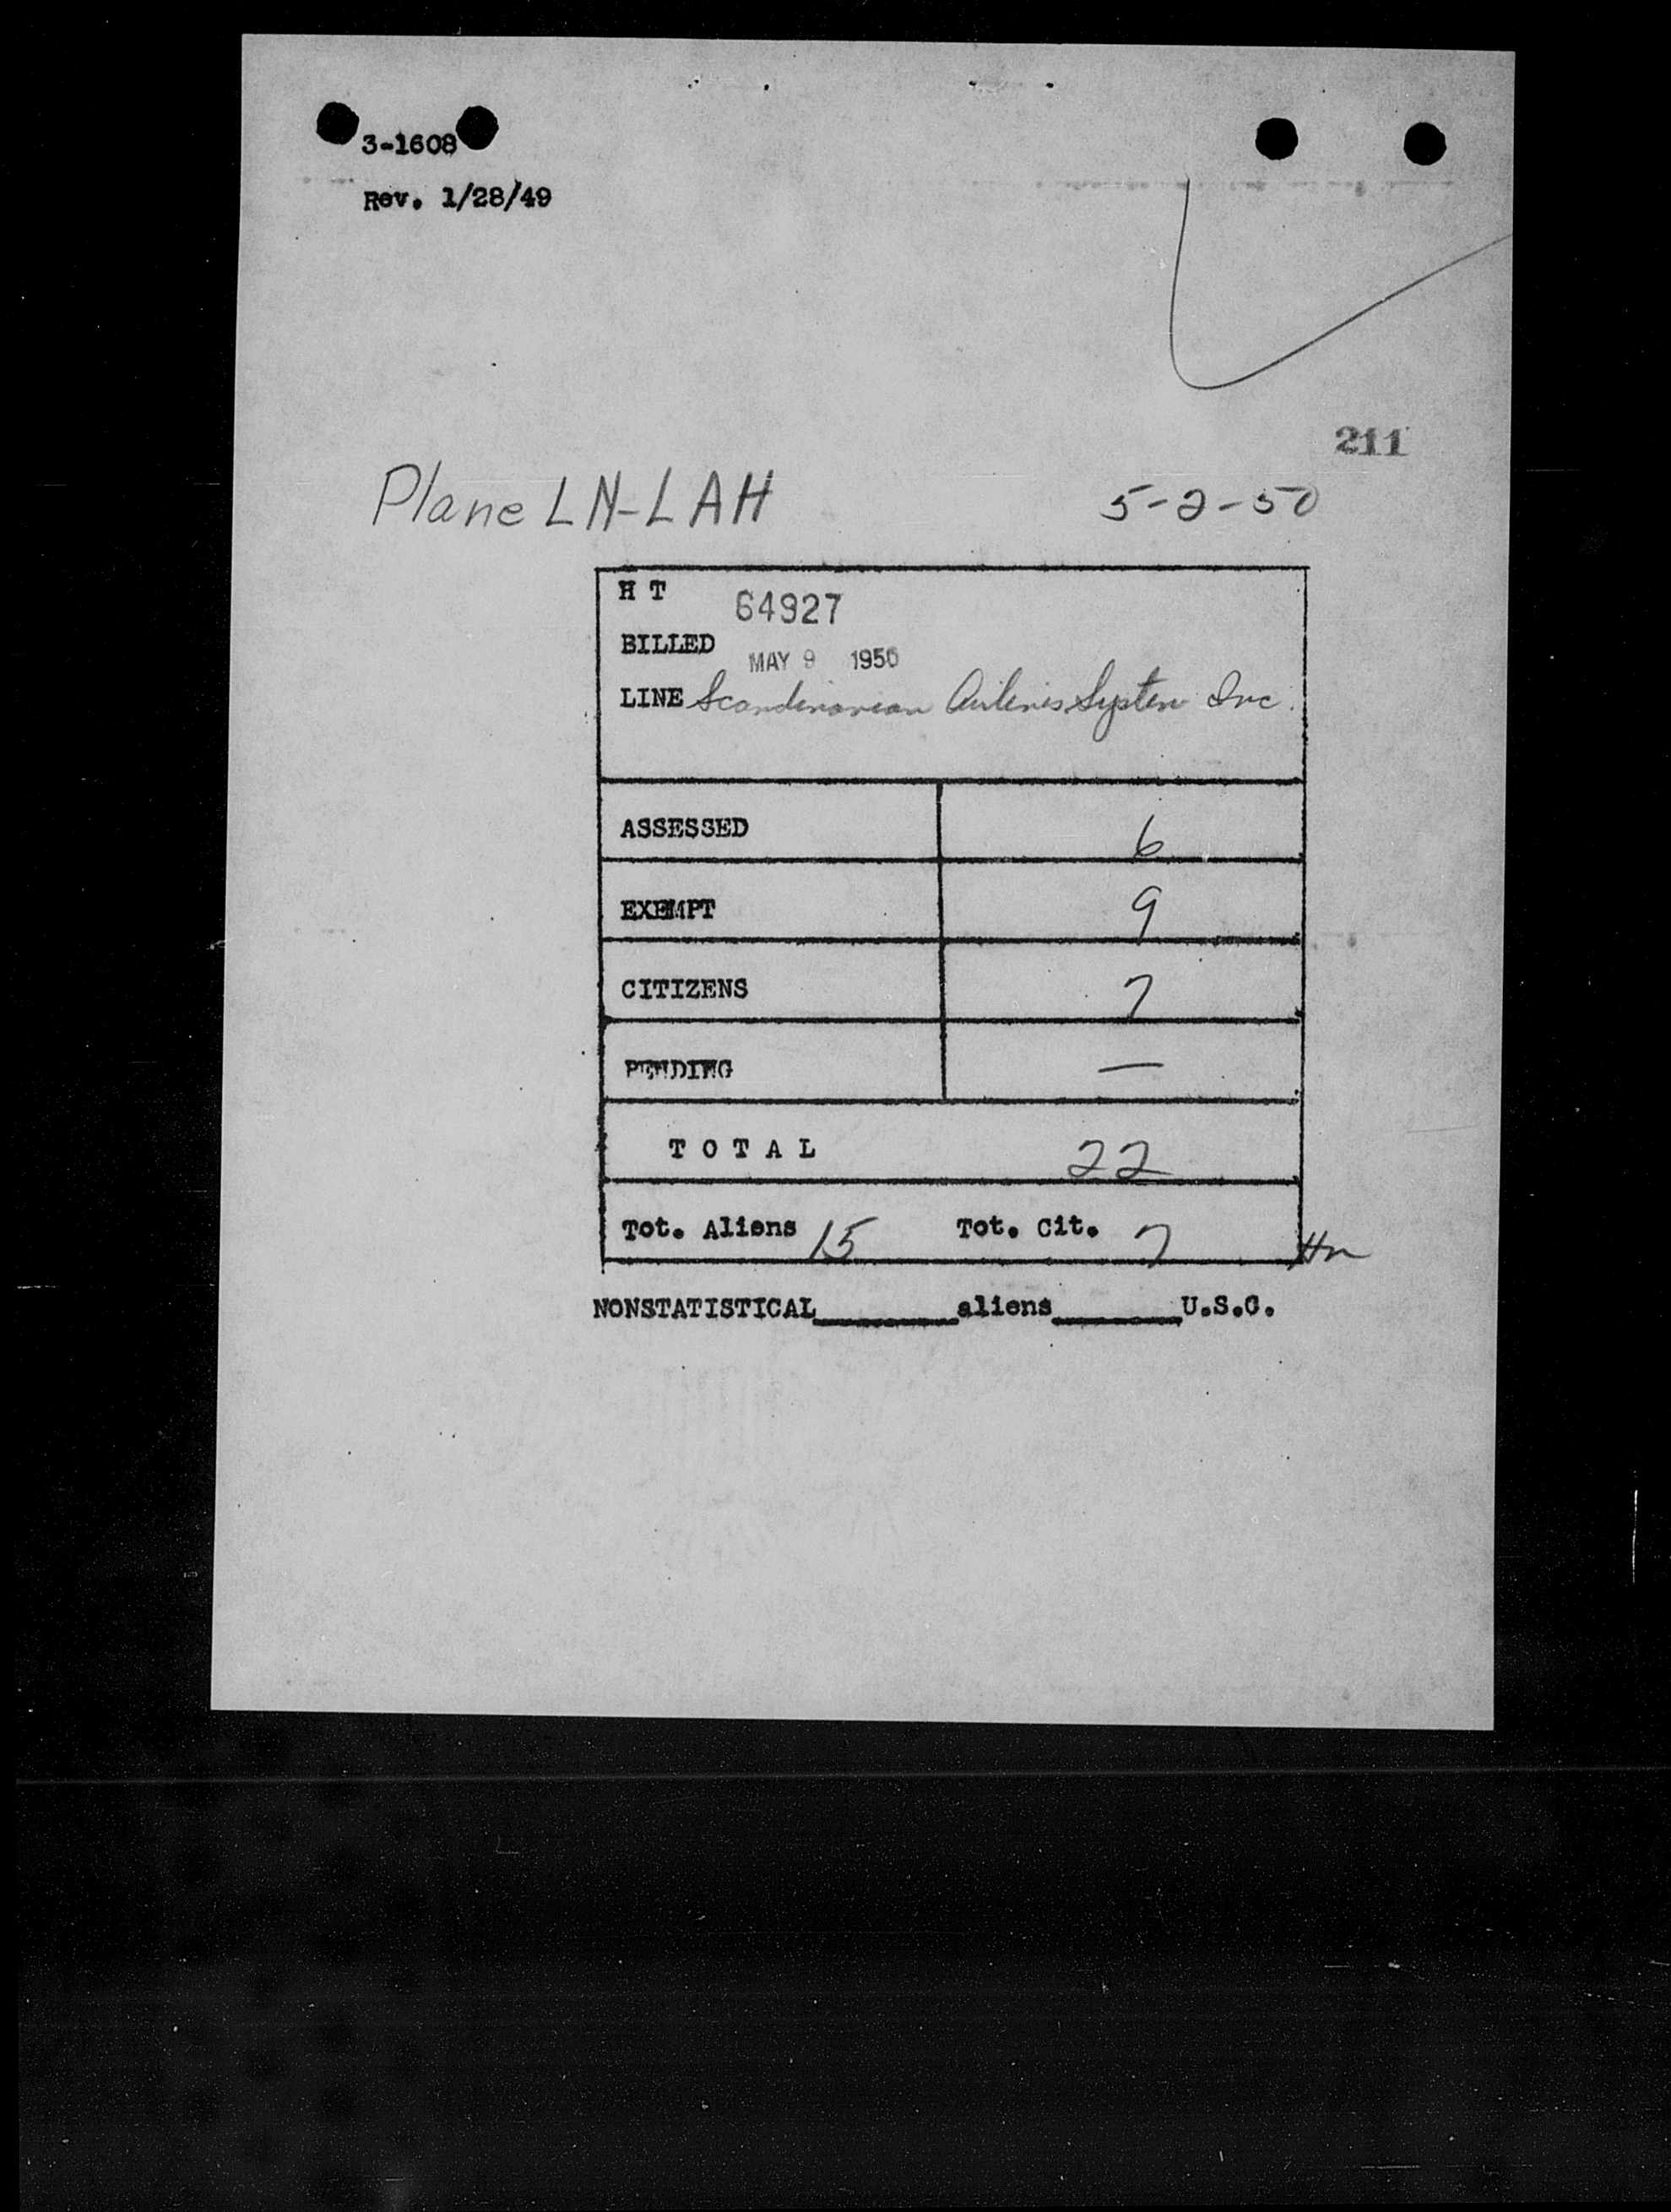 3-1608
Rev. 1/28/49
211
Plane LN-LAH 5-2-50
H T 64927
BILLED MAY 9 1950
LINE Scandinavian Airlines System Inc.
ASSESSED 6
EXEMPT 9
CITIZENS 7
PENDING —
TOTAL 22
Tot. Aliens 15 Tot. Cit. 7
NONSTATISTICAL______aliens______U.S.C.